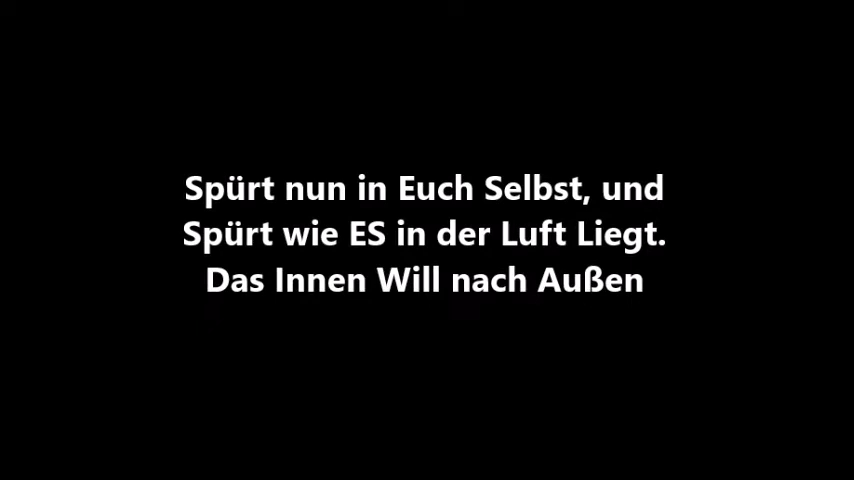 Spürt nun in Euch Selbst, und
Spürt wie ES in der Luft Liegt.
Das Innen Will nach Außen